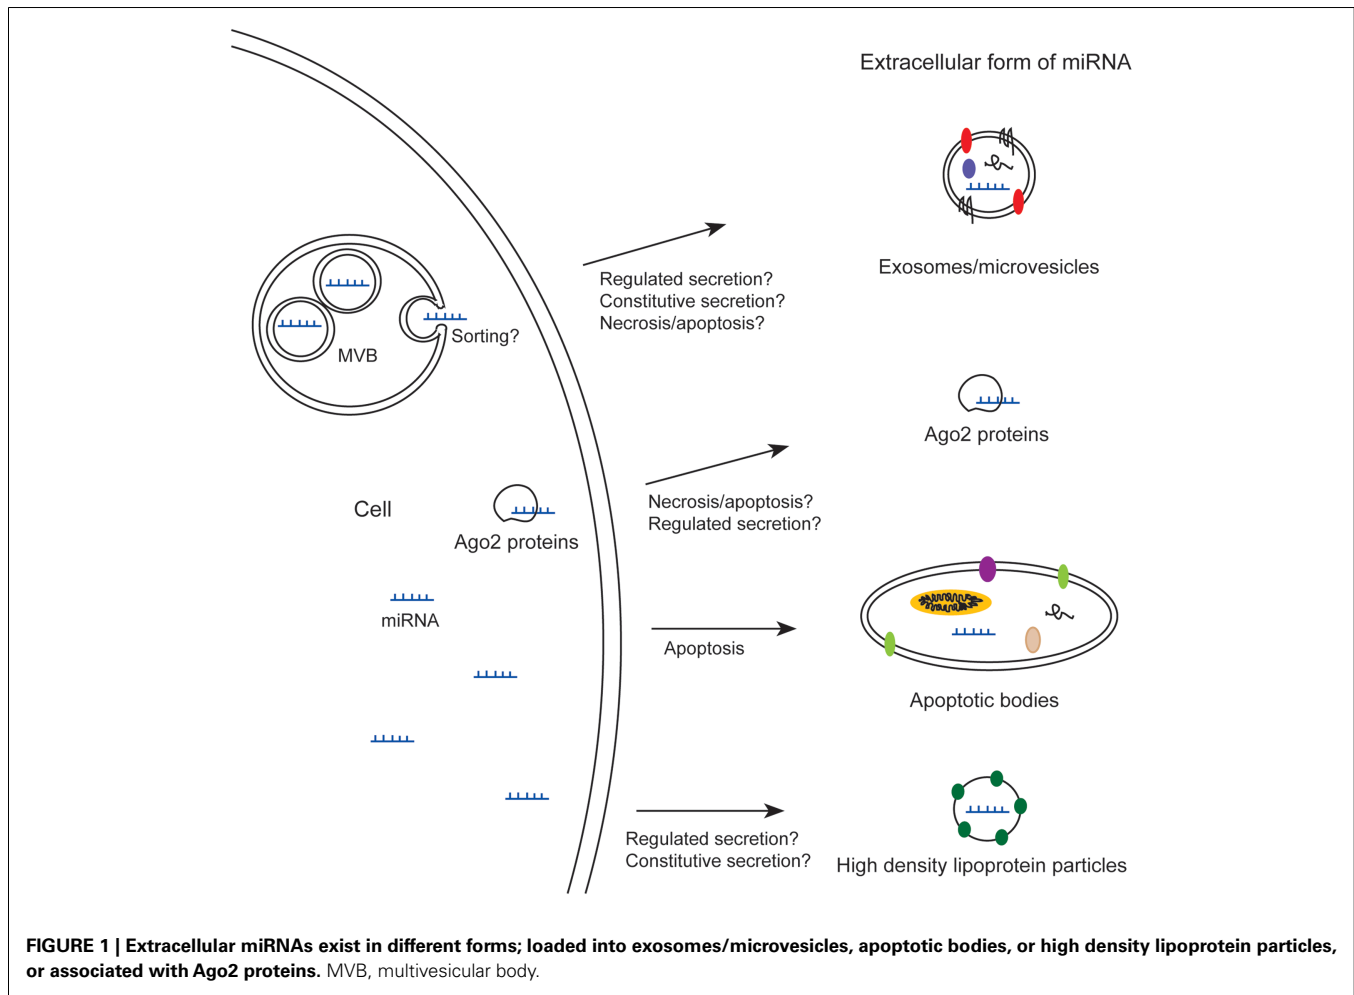 Extracellular form of miRNA
Exosomes/microvesicles
Regulated secretion?
Constitutive secretion?
Necrosis/apoptosis?
Sorting?
MVB
Ago2 proteins
Cell
Ago2 proteins
Necrosis/apoptosis?
Regulated secretion?
miRNA
Apoptosis
Apoptotic bodies
Regulated secretion?
Constitutive secretion?
High density lipoprotein particles
FIGURE 1 | Extracellular miRNAs exist in different forms; loaded into exosomes/microvesicles, apoptotic bodies, or high density lipoprotein particles,
or associated with Ago2 proteins. MVB, multivesicular body.